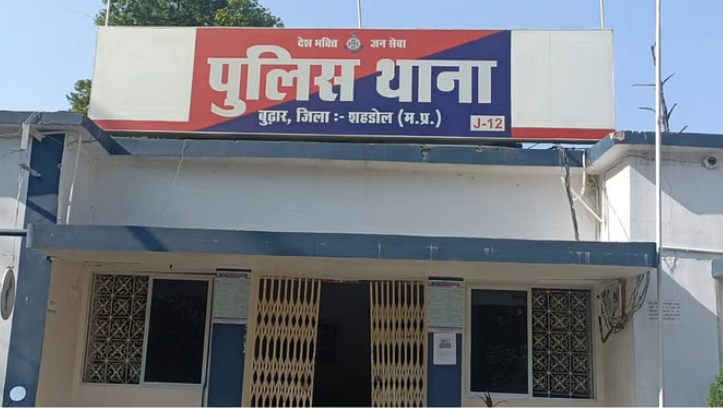 देश भक्ति जन सेवा
पुलिस थाना
बुढ़ार, जिला :- शहडोल (म.प्र.)
J-12